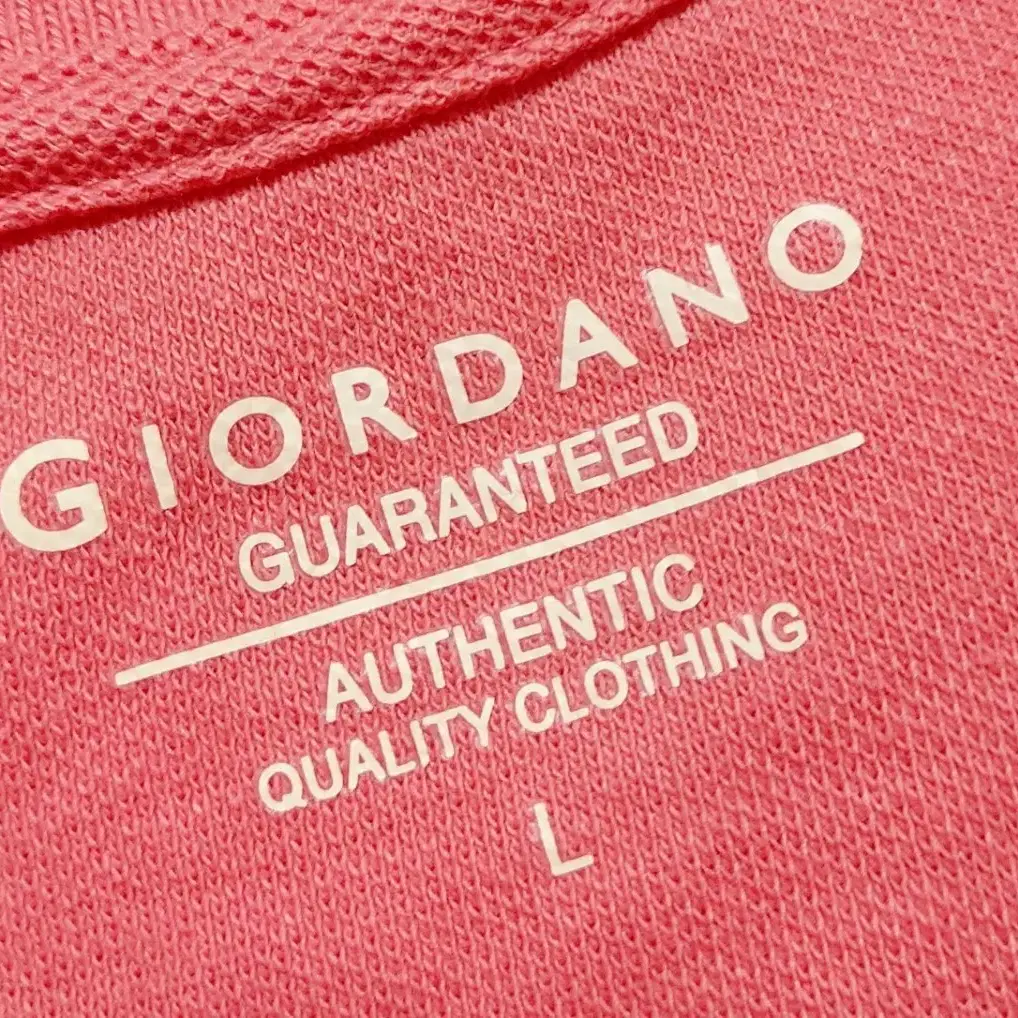 GIORDANO
GUARANTEED
AUTHENTIC
QUALITY CLOTHING
L